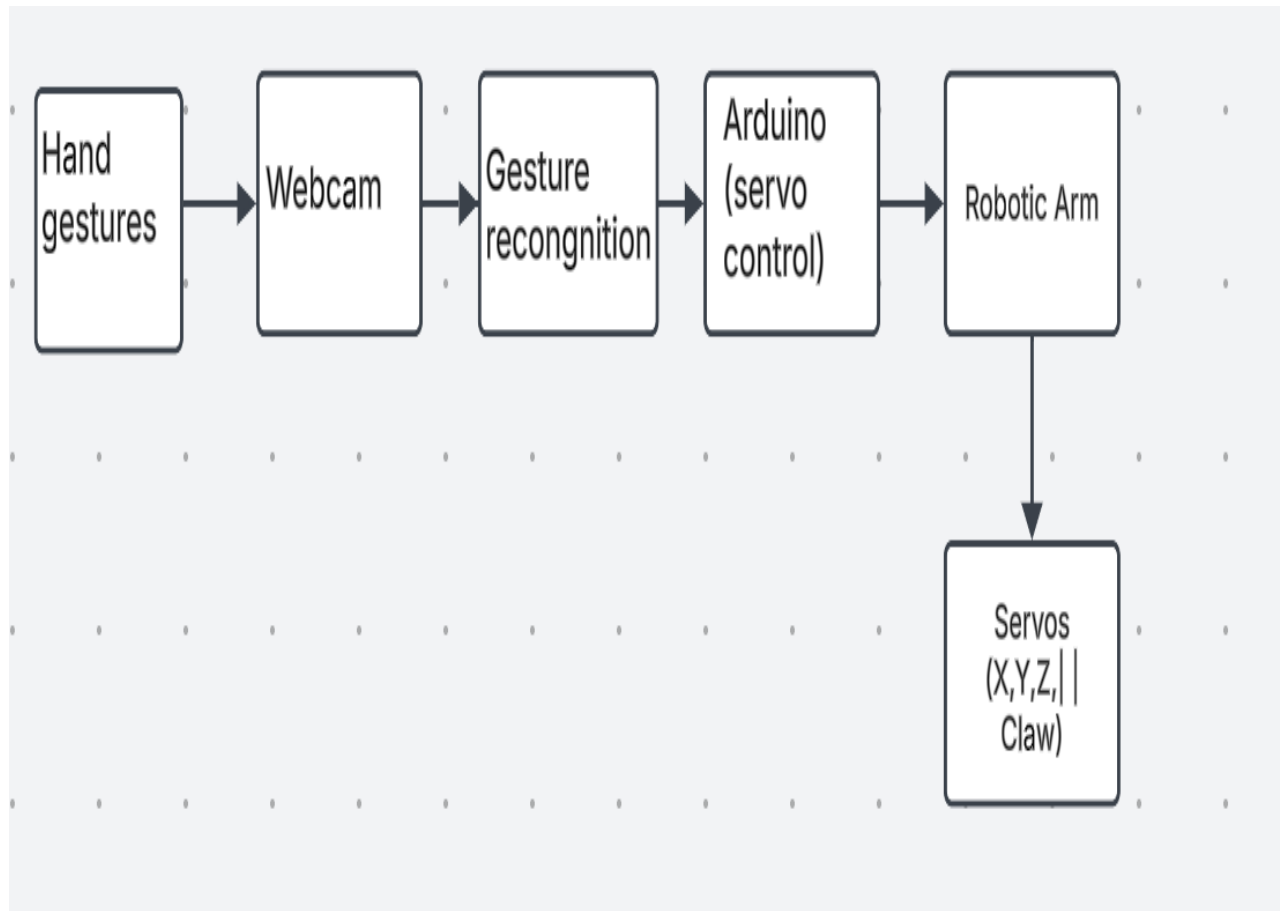 Hand
gestures
Webcam
Gesture
recongnition
Arduino
(servo
control)
Robotic Arm
Servos
(X,Y,Z,||
Claw)